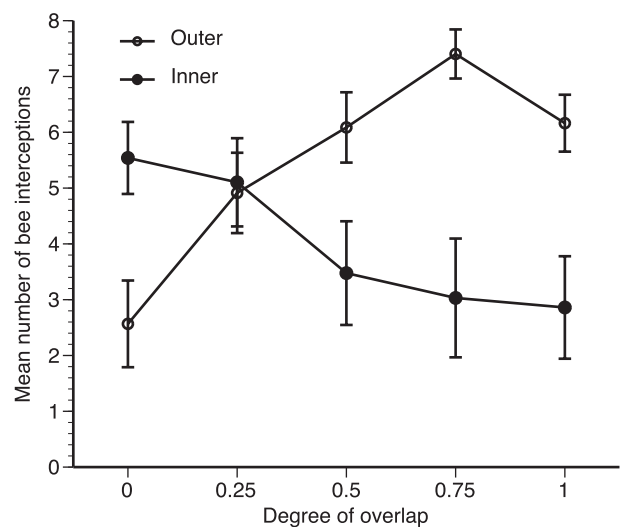 8
7
6
5
4
3
2
1
0
Outer
Inner
Mean number of bee interceptions
0 0.25 0.5 0.75 1
Degree of overlap